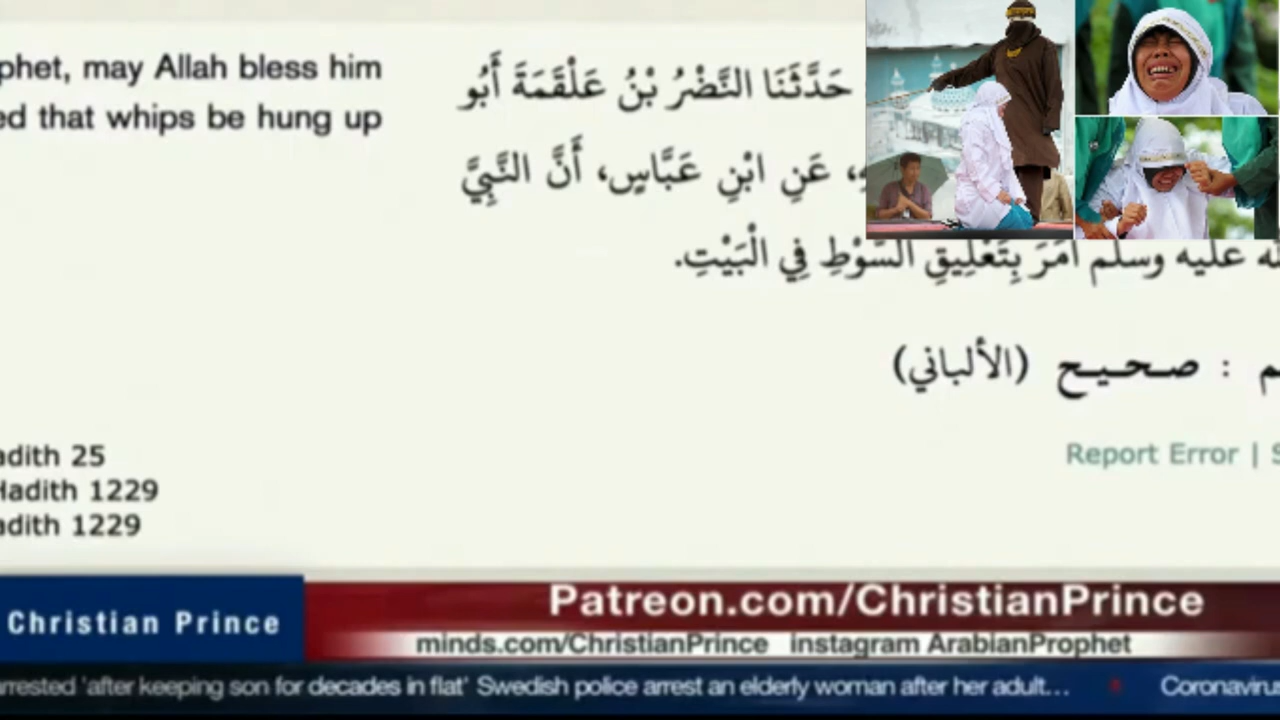 phet, may Allah bless him
ed that whips be hung up
حَدَّثَنَا النَّضْرُ بْنُ عَلْقَمَةَ أَبُو
عَنِ ابْنِ عَبَّاسٍ، أَنَّ النَّبِيَّ
عليه وسلم أَمَرَ بِتَعْلِيقِ السَّوْطِ فِي الْبَيْتِ.
: صـحـيـح (الألباني)
Report Error |
adith 25
Hadith 1229
adith 1229
Christian Prince
Patreon.com/ChristianPrince
minds.com/ChristianPrince instagram ArabianProphet
arrested 'after keeping son for decades in flat' Swedish police arrest an elderly woman after her adult... Coronaviru